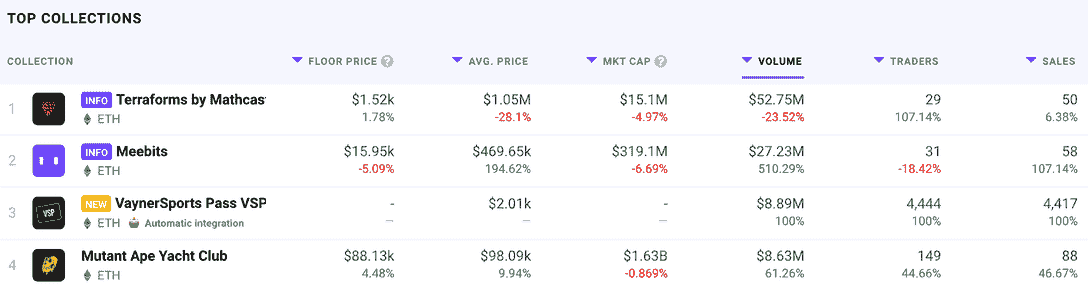 TOP COLLECTIONS
COLLECTION FLOOR PRICE ? AVG. PRICE MKT CAP ? VOLUME TRADERS SALES
1 INFO Terraforms by Mathcas $1.52k $1.05M $15.1M $52.75M 29 50
ETH 1.78% -28.1% -4.97% -23.52% 107.14% 6.38%
2 INFO Meebits $15.95k $469.65k $319.1M $27.23M 31 58
ETH -5.09% 194.62% -6.69% 510.29% -18.42% 107.14%
3 VSP NEW VaynerSports Pass VSP - $2.01k - $8.89M 4,444 4,417
ETH Automatic integration — — — 100% 100% 100%
4 Mutant Ape Yacht Club $88.13k $98.09k $1.63B $8.63M 149 88
ETH 4.48% 9.94% -0.869% 61.26% 44.66% 46.67%